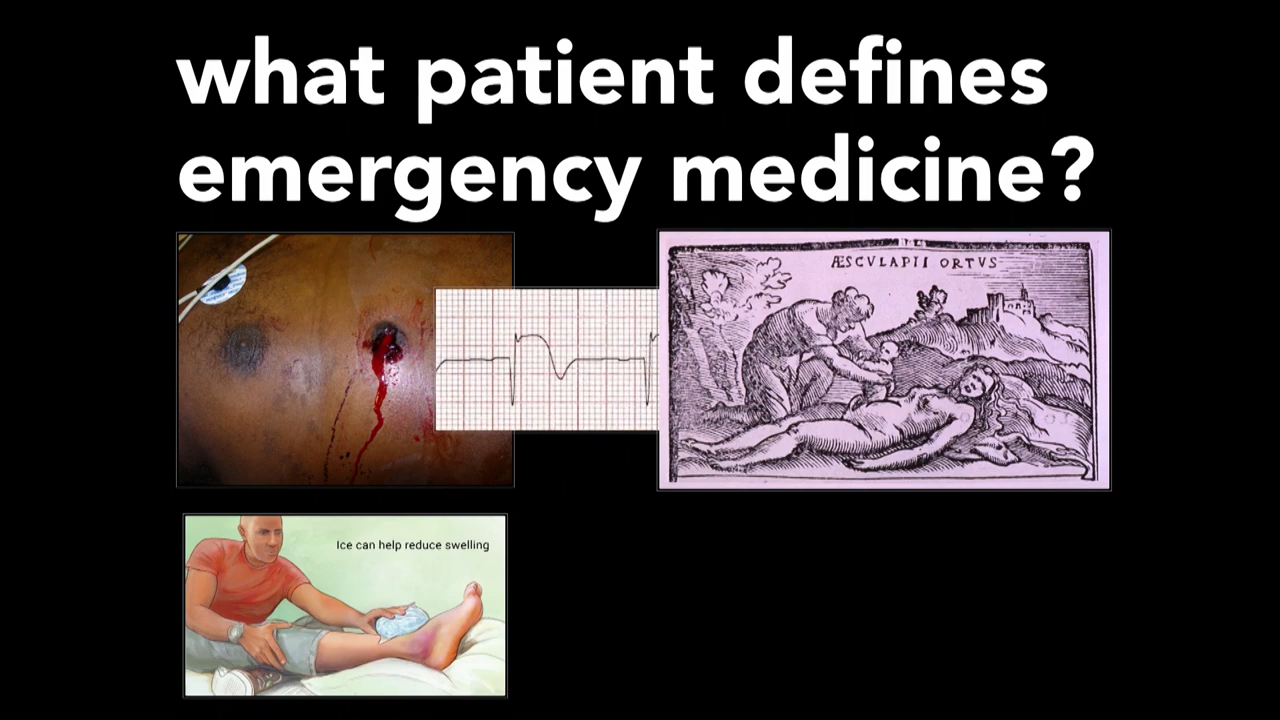 what patient defines
emergency medicine?
ÆSCVLAPII ORTVS
Ice can help reduce swelling